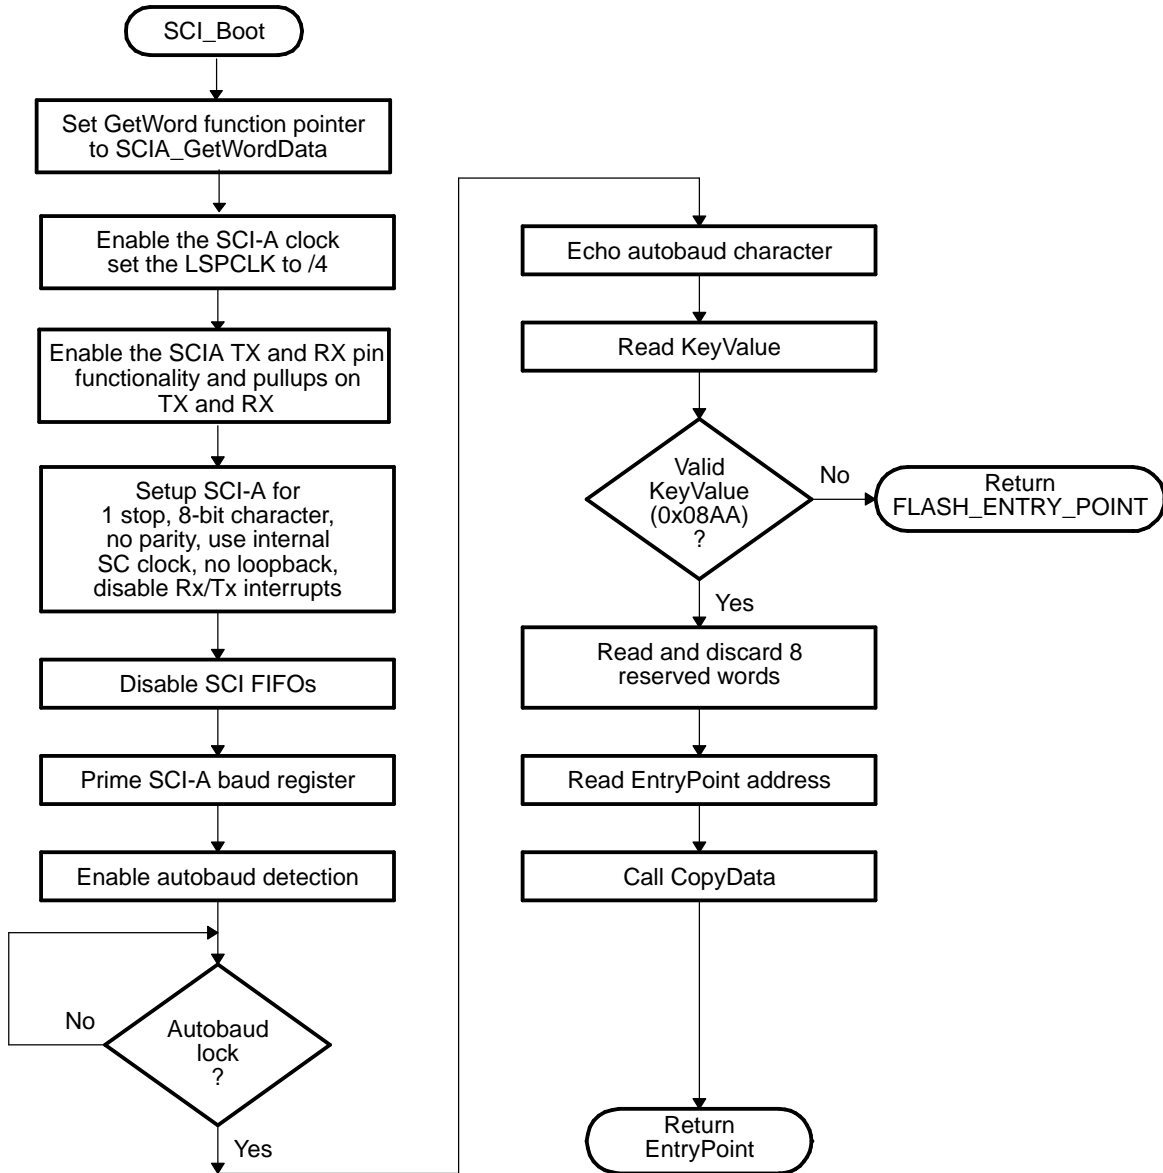 SCI_Boot
Set GetWord function pointer
to SCIA_GetWordData
Enable the SCI-A clock
set the LSPCLK to /4
Enable the SCIA TX and RX pin
functionality and pullups on
TX and RX
Setup SCI-A for
1 stop, 8-bit character,
no parity, use internal
SC clock, no loopback,
disable Rx/Tx interrupts
Disable SCI FIFOs
Prime SCI-A baud register
Enable autobaud detection
No
Autobaud
lock
?
Yes
Echo autobaud character
Read KeyValue
Valid
KeyValue
(0x08AA)
?
No
Return
FLASH_ENTRY_POINT
Yes
Read and discard 8
reserved words
Read EntryPoint address
Call CopyData
Return
EntryPoint